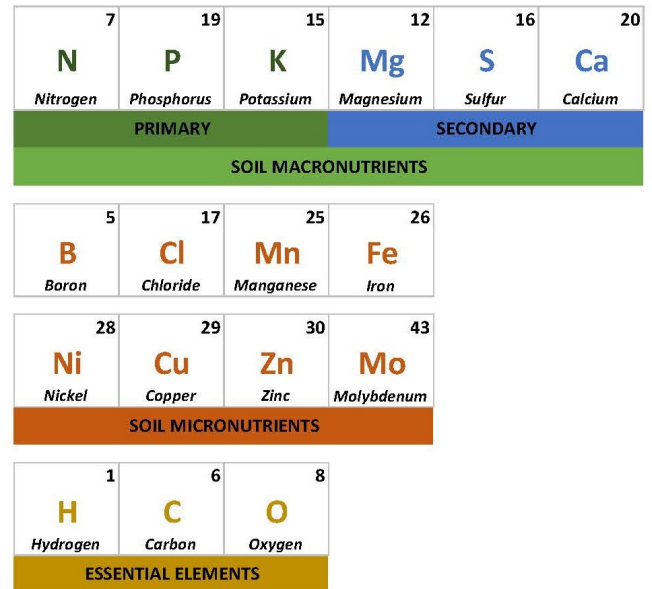 7 19 15 12 16 20
N P K Mg S Ca
Nitrogen Phosphorus Potassium Magnesium Sulfur Calcium
PRIMARY SECONDARY
SOIL MACRONUTRIENTS
5 17 25 26
B Cl Mn Fe
Boron Chloride Manganese Iron
28 29 30 43
Ni Cu Zn Mo
Nickel Copper Zinc Molybdenum
SOIL MICRONUTRIENTS
1 6 8
H C O
Hydrogen Carbon Oxygen
ESSENTIAL ELEMENTS